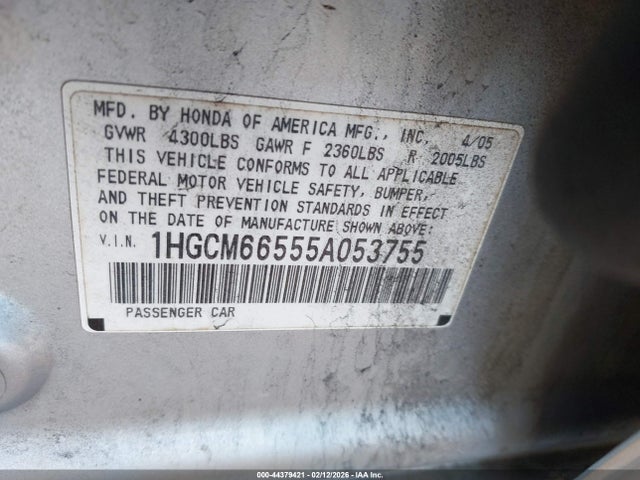 MFD. BY HONDA OF AMERICA MFG., INC. 4/05
GVWR 4300LBS GAWR F 2360LBS R 2005LBS
THIS VEHICLE CONFORMS TO ALL APPLICABLE
FEDERAL MOTOR VEHICLE SAFETY, BUMPER,
AND THEFT PREVENTION STANDARDS IN EFFECT
ON THE DATE OF MANUFACTURE SHOWN ABOVE:
V.I.N. 1HGCM66555A053755
PASSENGER CAR
000-44379421 - 02/12/2026 - IAA Inc.